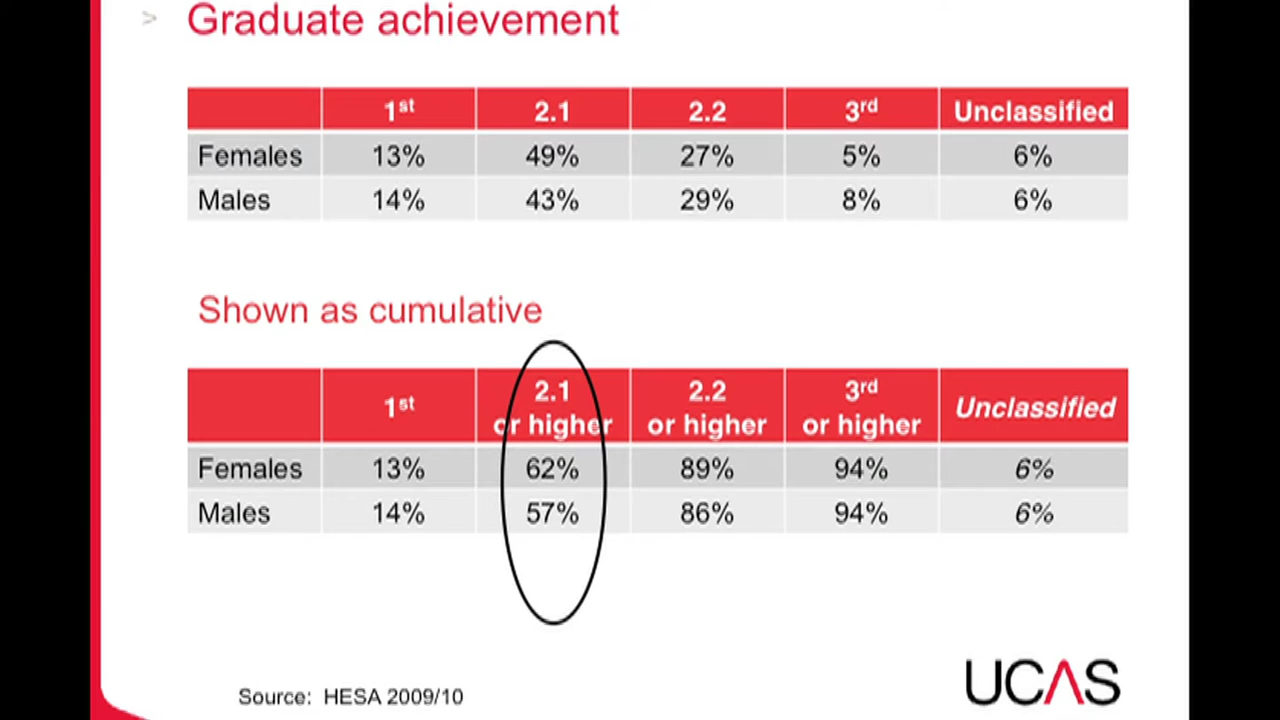 > Graduate achievement
1st 2.1 2.2 3rd Unclassified
Females 13% 49% 27% 5% 6%
Males 14% 43% 29% 8% 6%
Shown as cumulative
1st 2.1 or higher 2.2 or higher 3rd or higher Unclassified
Females 13% 62% 89% 94% 6%
Males 14% 57% 86% 94% 6%
Source: HESA 2009/10
UCAS